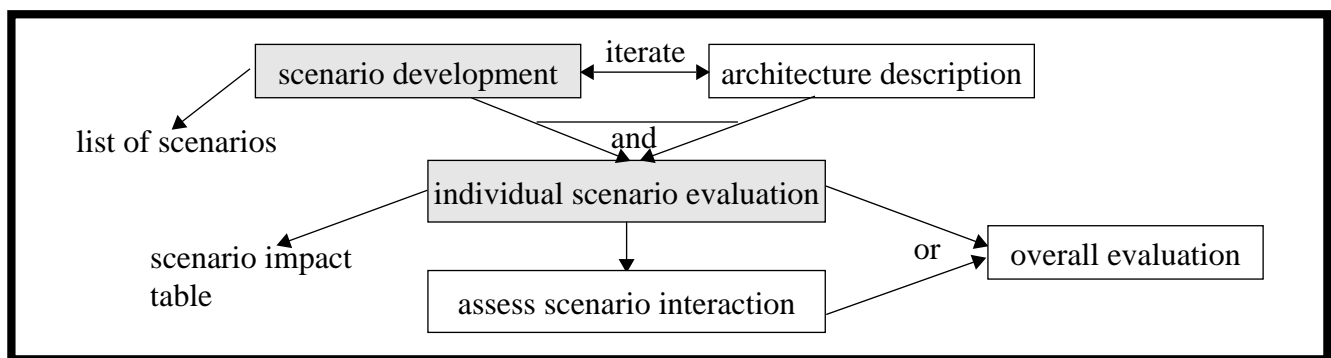 iterate
scenario development
architecture description
list of scenarios
and
individual scenario evaluation
scenario impact
table
or
overall evaluation
assess scenario interaction